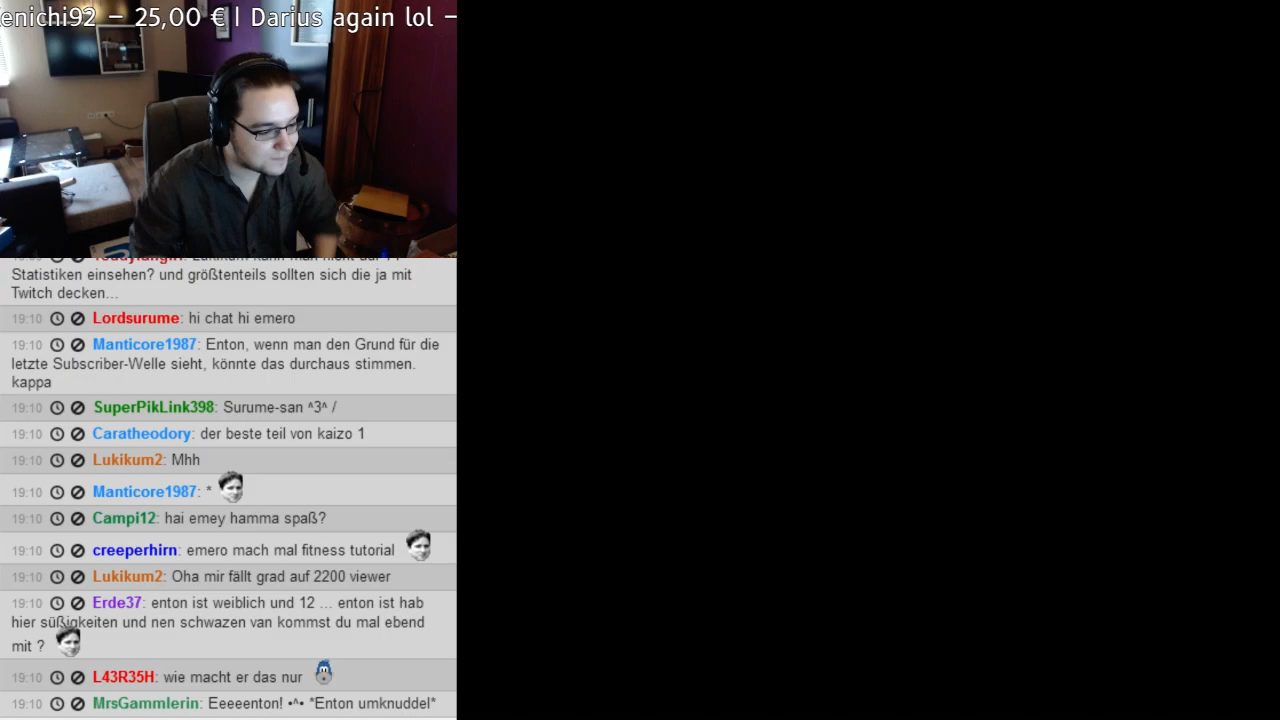 enichi92 – 25,00 € | Darius again lol –
Statistiken einsehen? und größtenteils sollten sich die ja mit
Twitch decken...
19:10 Lordsurume: hi chat hi emero
19:10 Manticore1987: Enton, wenn man den Grund für die
letzte Subscriber-Welle sieht, könnte das durchaus stimmen.
kappa
19:10 SuperPikLink398: Surume-san ^3^ /
19:10 Caratheodory: der beste teil von kaizo 1
19:10 Lukikum2: Mhh
19:10 Manticore1987: *
19:10 Campi12: hai emey hamma spaß?
19:10 creeperhirn: emero mach mal fitness tutorial
19:10 Lukikum2: Oha mir fällt grad auf 2200 viewer
19:10 Erde37: enton ist weiblich und 12 ... enton ist hab
hier süßigkeiten und nen schwazen van kommst du mal ebend
mit ?
19:10 L43R35H: wie macht er das nur
19:10 MrsGammlerin: Eeeeenton! •^• *Enton umknuddel*